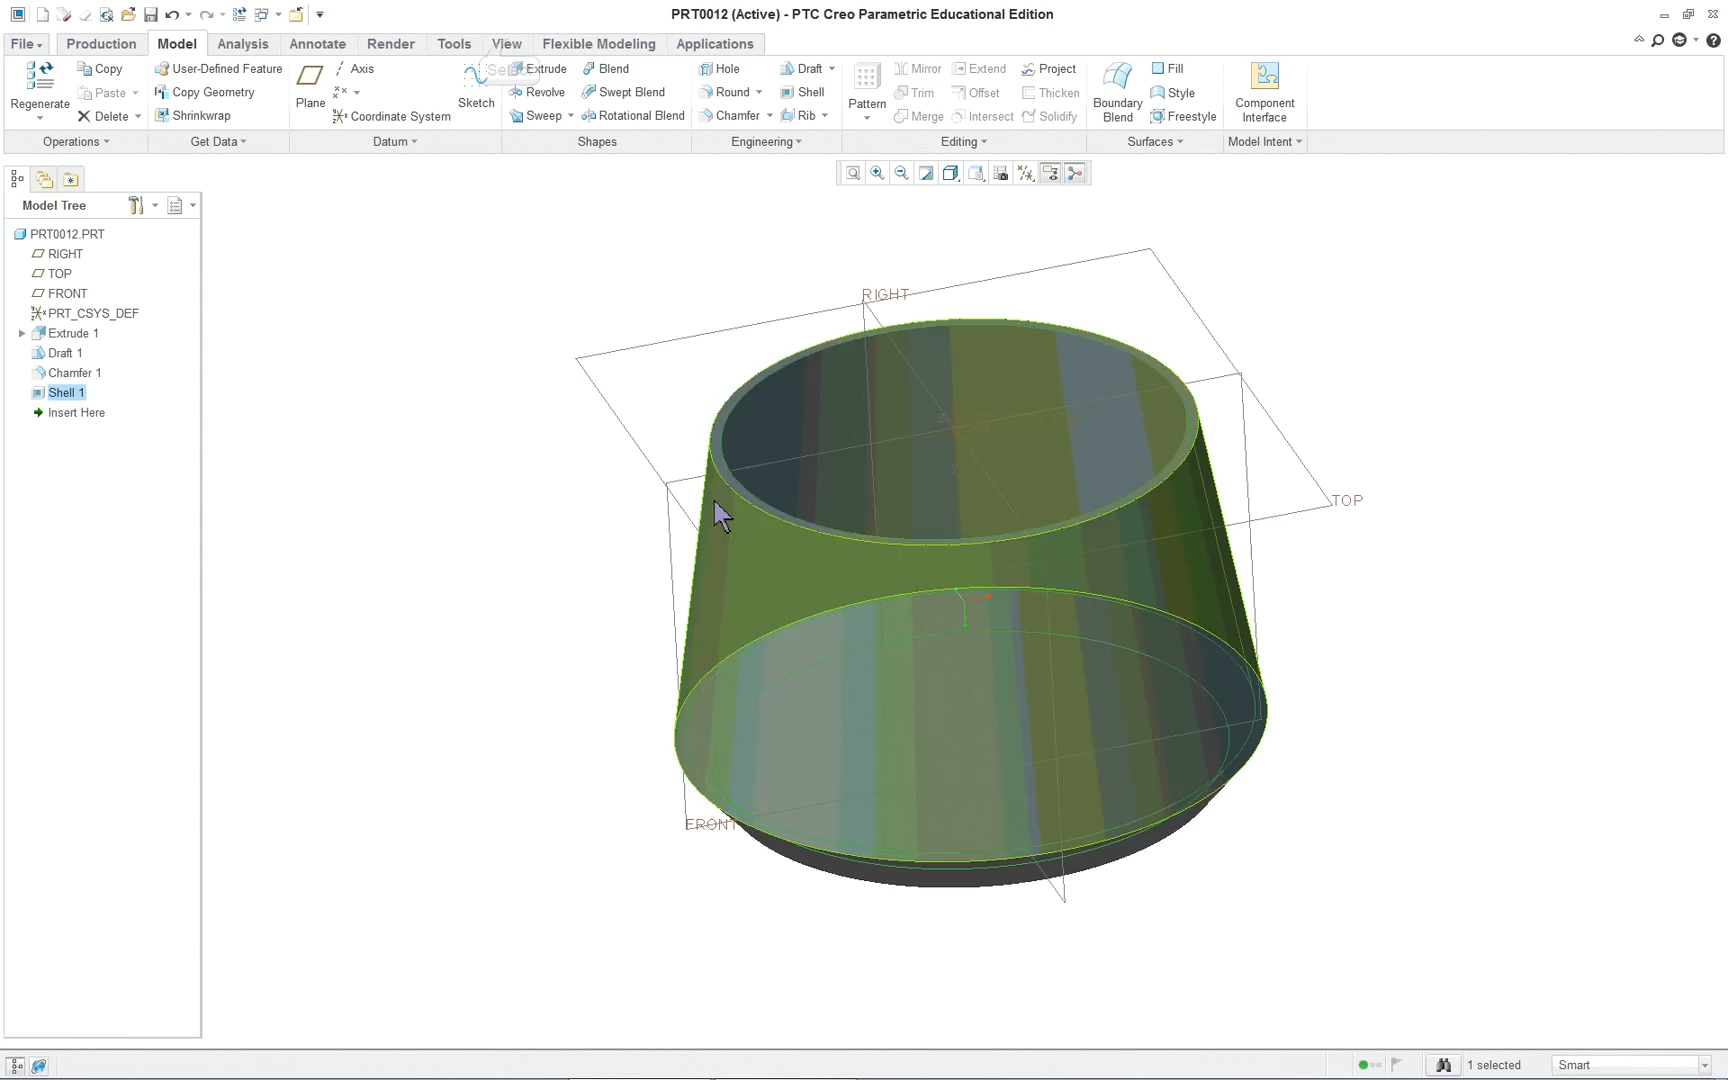 PRT0012 (Active) - PTC Creo Parametric Educational Edition
File Production Model Analysis Annotate Render Tools View Flexible Modeling Applications
Regenerate
Copy
Paste
Delete
Operations
User-Defined Feature
Copy Geometry
Shrinkwrap
Get Data
Plane
Axis
Coordinate System
Sketch
Datum
Extrude
Revolve
Sweep
Blend
Swept Blend
Rotational Blend
Shapes
Hole
Round
Chamfer
Draft
Shell
Rib
Engineering
Pattern
Mirror
Trim
Merge
Extend
Offset
Intersect
Project
Thicken
Solidify
Editing
Boundary
Blend
Fill
Style
Freestyle
Surfaces
Component
Interface
Model Intent
Model Tree
PRT0012.PRT
RIGHT
TOP
FRONT
PRT_CSYS_DEF
Extrude 1
Draft 1
Chamfer 1
Shell 1
Insert Here
RIGHT
TOP
FRONT
1 selected
Smart